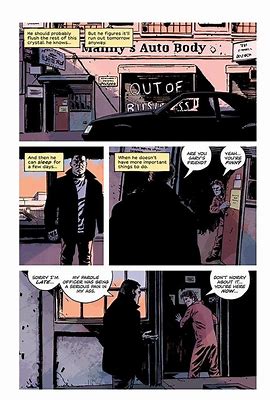 He should probably
flush the rest of this
crystal, he knows...
But he figures it'll
run out tomorrow
anyway.
Manny's Auto Body
OUT OF
BUSINESS
And then he
can sleep for
a few days...
When he doesn't
have more important
things to do.
ARE YOU
GARY'S
FRIEND?
YEAH.
YOU'RE
PINK?
SORRY I'M
LATE...
MY PAROLE
OFFICER WAS BEING
A SERIOUS PAIN IN
MY ASS.
DON'T WORRY
ABOUT IT...
YOU'RE HERE
NOW...